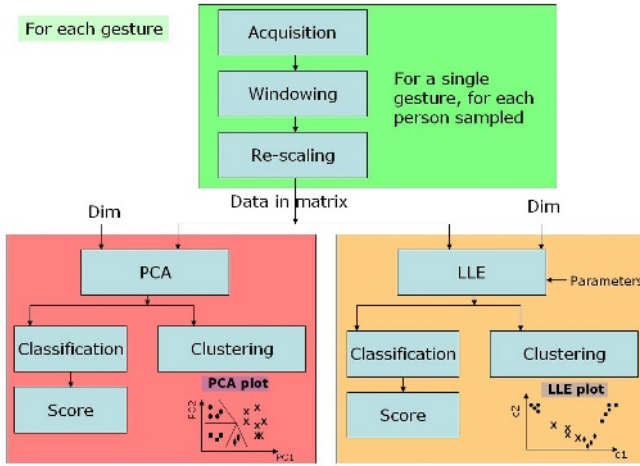 For each gesture
Acquisition
Windowing
Re-scaling
For a single
gesture, for each
person sampled
Data in matrix
Dim
Dim
PCA
Classification
Clustering
Score
PCA plot
PC2
PC1
LLE
Parameters
Classification
Clustering
Score
LLE plot
c2
c1